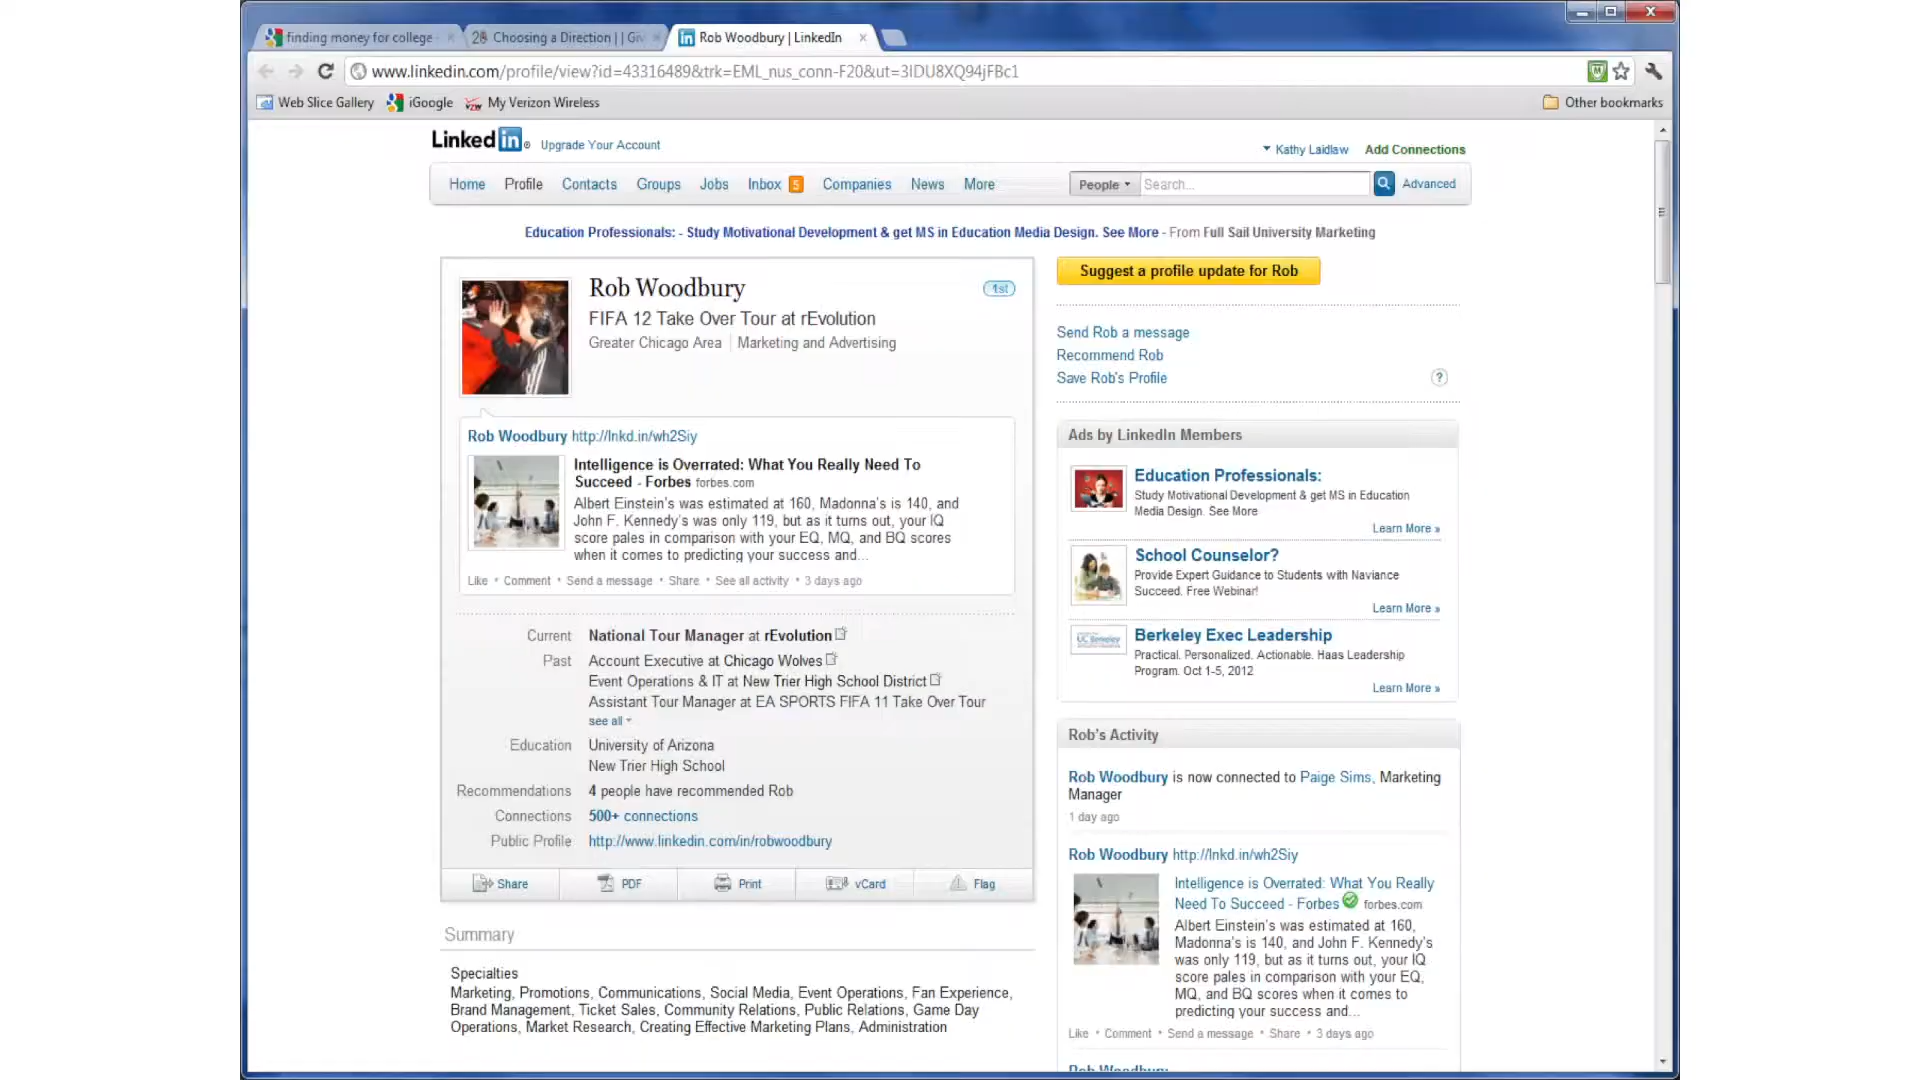 finding money for college
Choosing a Direction | | Giv
Rob Woodbury | LinkedIn
www.linkedin.com/profile/view?id=43316489&trk=EML_nus_conn-F20&ut=3IDU8XQ94jFBc1
Web Slice Gallery iGoogle My Verizon Wireless Other bookmarks
Linked in Upgrade Your Account Kathy Laidlaw Add Connections
Home Profile Contacts Groups Jobs Inbox 5 Companies News More People Search... Advanced
Education Professionals: - Study Motivational Development & get MS in Education Media Design. See More - From Full Sail University Marketing
Rob Woodbury 1st
FIFA 12 Take Over Tour at rEvolution
Greater Chicago Area | Marketing and Advertising
Rob Woodbury http://lnkd.in/wh2Siy
Intelligence is Overrated: What You Really Need To
Succeed - Forbes forbes.com
Albert Einstein's was estimated at 160, Madonna's is 140, and
John F. Kennedy's was only 119, but as it turns out, your IQ
score pales in comparison with your EQ, MQ, and BQ scores
when it comes to predicting your success and...
Like • Comment • Send a message • Share • See all activity • 3 days ago
Current National Tour Manager at rEvolution
Past Account Executive at Chicago Wolves
Event Operations & IT at New Trier High School District
Assistant Tour Manager at EA SPORTS FIFA 11 Take Over Tour
see all
Education University of Arizona
New Trier High School
Recommendations 4 people have recommended Rob
Connections 500+ connections
Public Profile http://www.linkedin.com/in/robwoodbury
Share PDF Print vCard Flag
Summary
Specialties
Marketing, Promotions, Communications, Social Media, Event Operations, Fan Experience,
Brand Management, Ticket Sales, Community Relations, Public Relations, Game Day
Operations, Market Research, Creating Effective Marketing Plans, Administration
Suggest a profile update for Rob
Send Rob a message
Recommend Rob
Save Rob's Profile ?
Ads by LinkedIn Members
Education Professionals:
Study Motivational Development & get MS in Education
Media Design. See More
Learn More »
School Counselor?
Provide Expert Guidance to Students with Naviance
Succeed. Free Webinar!
Learn More »
UC Berkeley
Berkeley Exec Leadership
Practical. Personalized. Actionable. Haas Leadership
Program. Oct 1-5, 2012
Learn More »
Rob's Activity
Rob Woodbury is now connected to Paige Sims, Marketing
Manager
1 day ago
Rob Woodbury http://lnkd.in/wh2Siy
Intelligence is Overrated: What You Really
Need To Succeed - Forbes forbes.com
Albert Einstein's was estimated at 160,
Madonna's is 140, and John F. Kennedy's
was only 119, but as it turns out, your IQ
score pales in comparison with your EQ,
MQ, and BQ scores when it comes to
predicting your success and...
Like • Comment • Send a message • Share • 3 days ago
Rob Woodbury